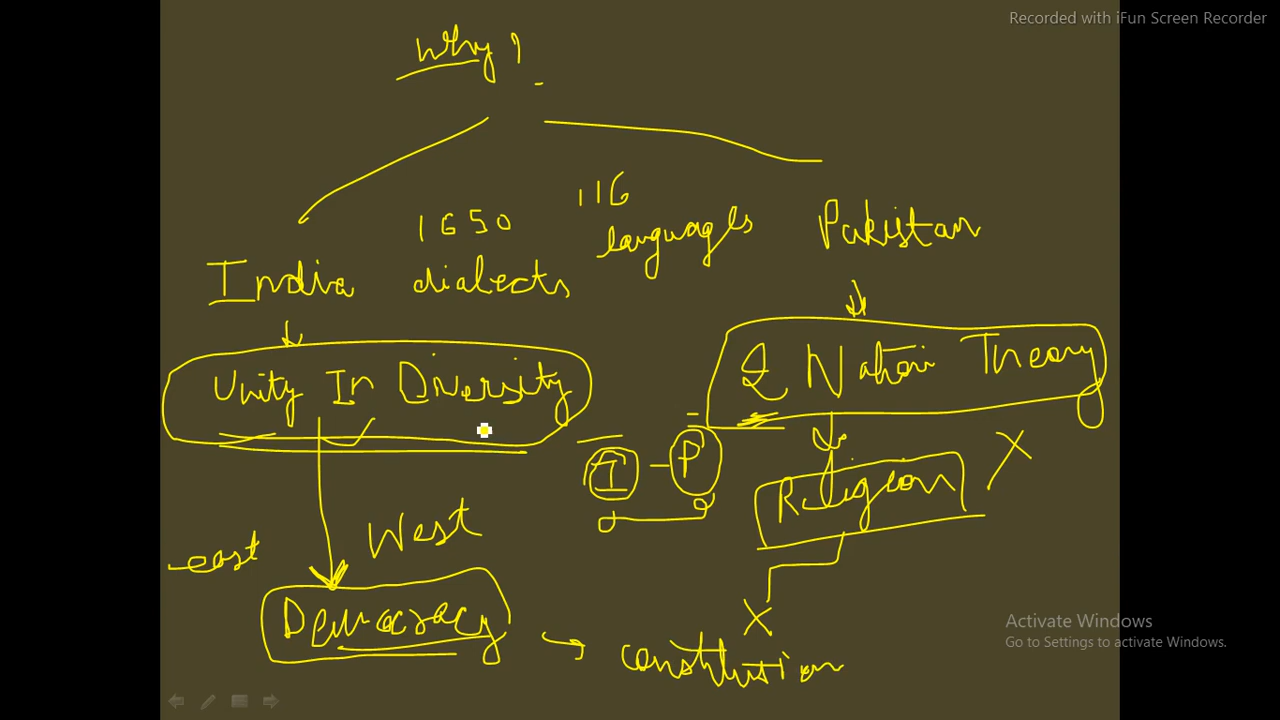 Recorded with iFun Screen Recorder
Why?
116
languages
1650
dialects
India
Pakistan
Unity In Diversity
2 Nation Theory
I - P
Religion X
West
east
Democracy
X
constitution
Activate Windows
Go to Settings to activate Windows.